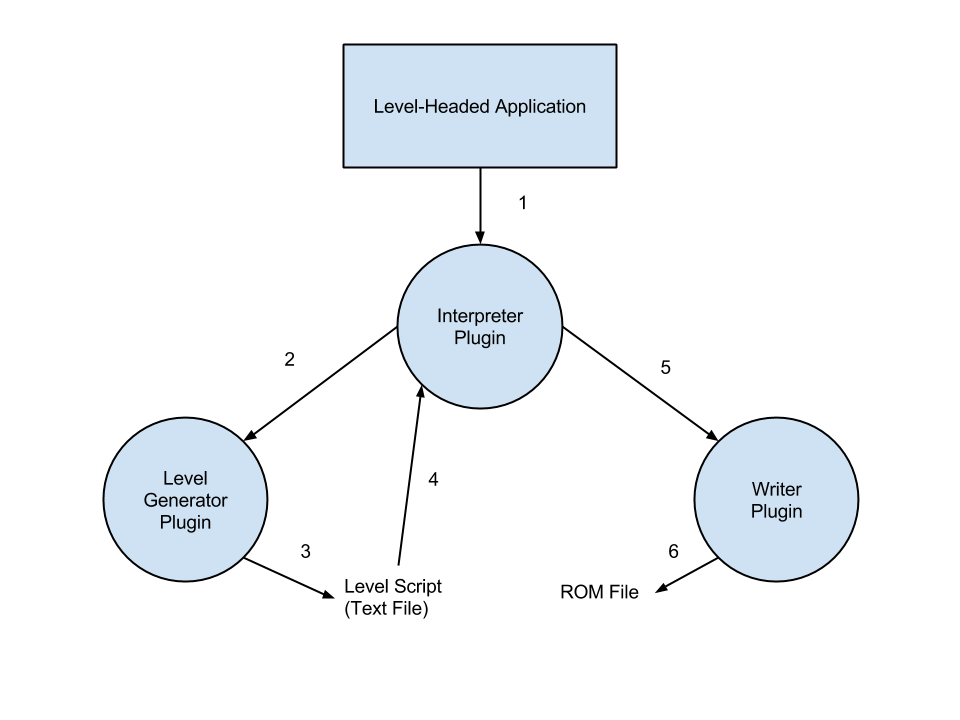 Level-Headed Application
1
Interpreter
Plugin
2
5
Level
Generator
Plugin
4
Writer
Plugin
3
6
Level Script
(Text File)
ROM File